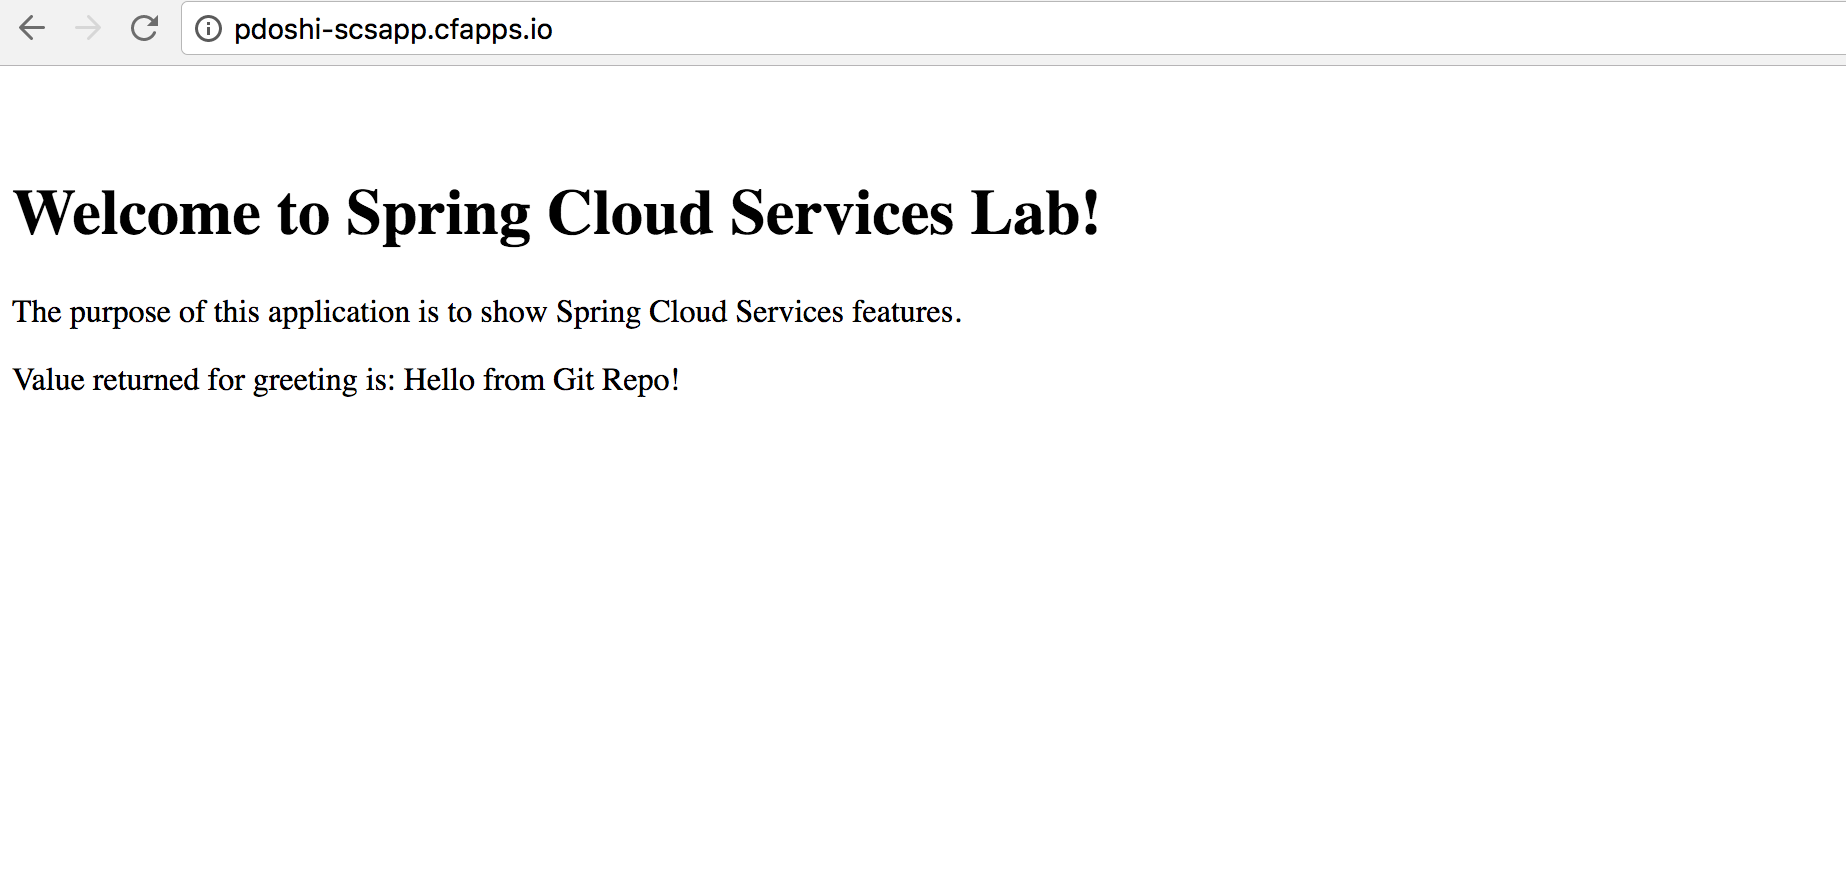 pdoshi-scsapp.cfapps.io
Welcome to Spring Cloud Services Lab!
The purpose of this application is to show Spring Cloud Services features.
Value returned for greeting is: Hello from Git Repo!